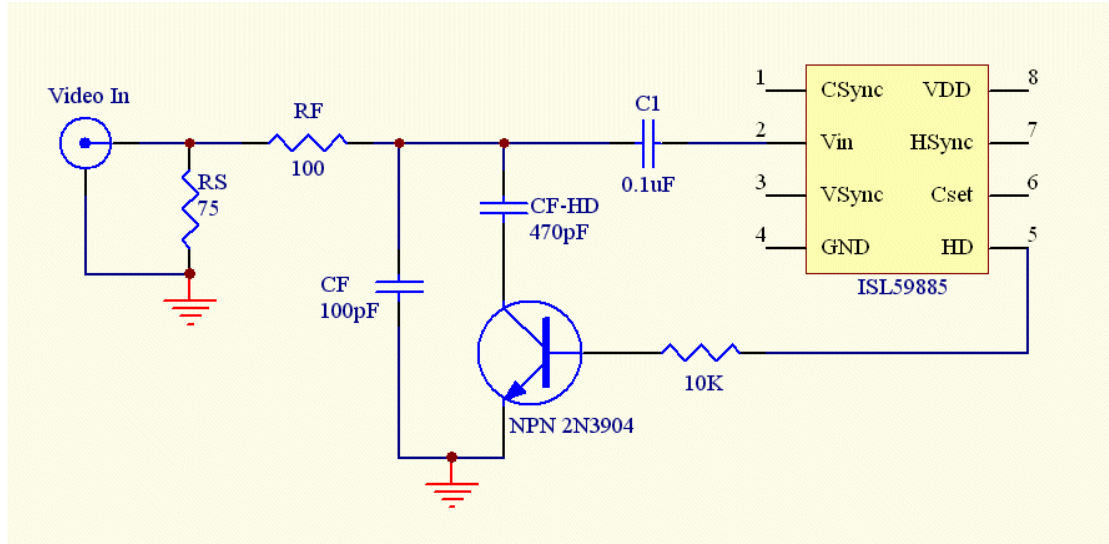 Video In
RF
100
RS
75
CF
100pF
CF-HD
470pF
NPN 2N3904
C1
0.1uF
10K
1
CSync
VDD
8
2
Vin
HSync
7
3
VSync
Cset
6
4
GND
HD
5
ISL59885